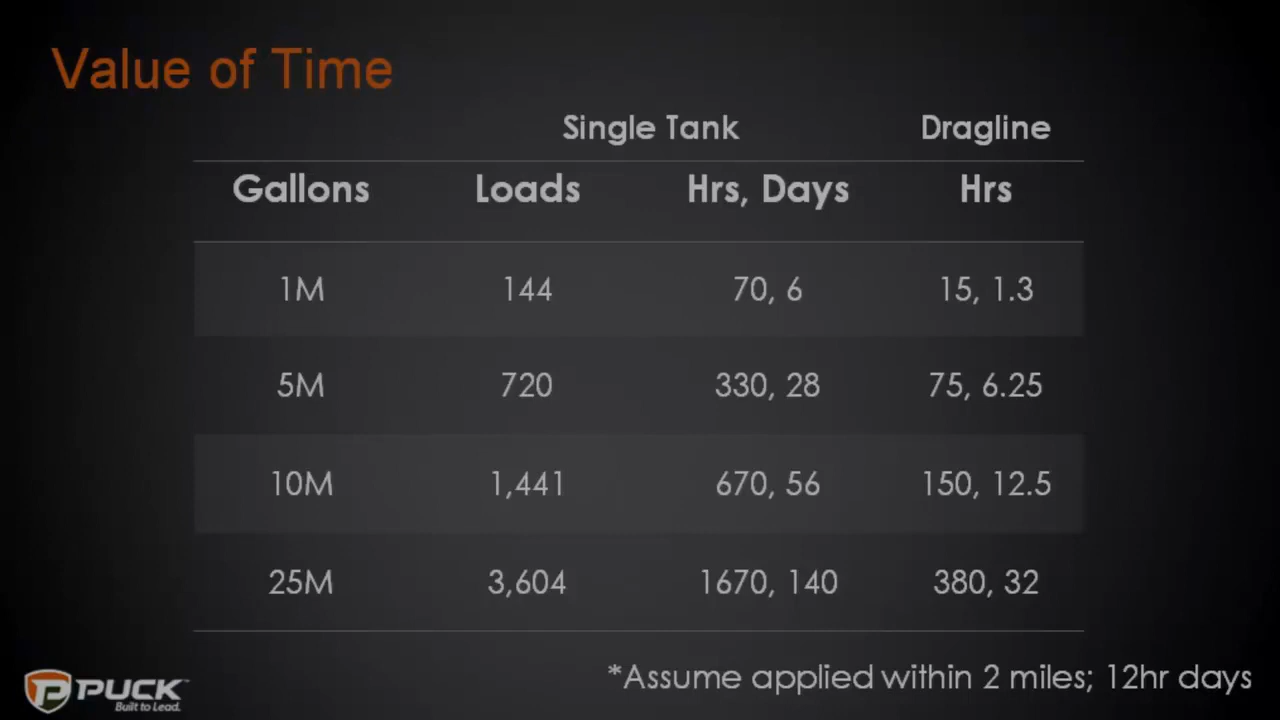 Value of Time
Single Tank Dragline
Gallons Loads Hrs, Days Hrs
1M 144 70, 6 15, 1.3
5M 720 330, 28 75, 6.25
10M 1,441 670, 56 150, 12.5
25M 3,604 1670, 140 380, 32
*Assume applied within 2 miles; 12hr days
PUCK™
Built to Lead.